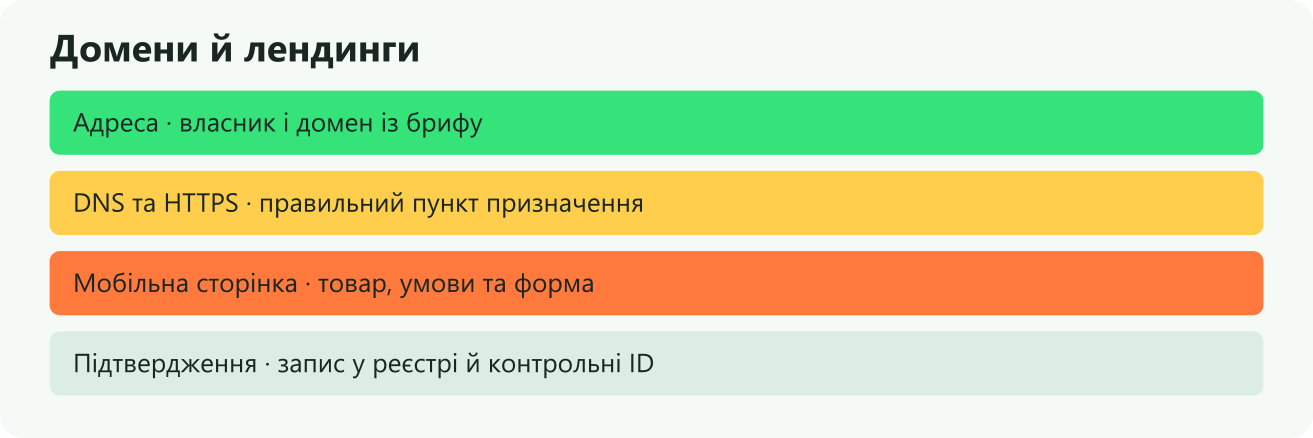 Домени й лендинги
Адреса · власник і домен із брифу
DNS та HTTPS · правильний пункт призначення
Мобільна сторінка · товар, умови та форма
Підтвердження · запис у реєстрі й контрольні ID